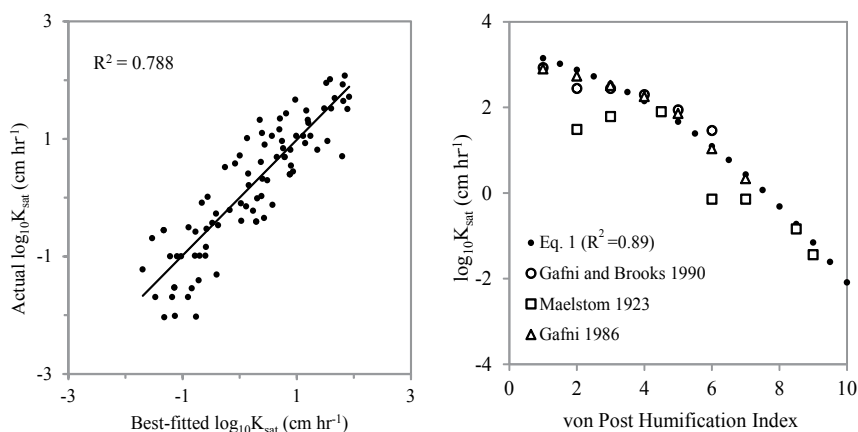 3
1
-1
-3
-3
-1
1
3
Actual log₁₀K_sat (cm hr⁻¹)
Best-fitted log₁₀K_sat (cm hr⁻¹)
R² = 0.788
4
2
0
-2
-4
0
2
4
6
8
10
log₁₀K_sat (cm hr⁻¹)
von Post Humification Index
Eq. 1 (R² =0.89)
Gafni and Brooks 1990
Maelstom 1923
Gafni 1986